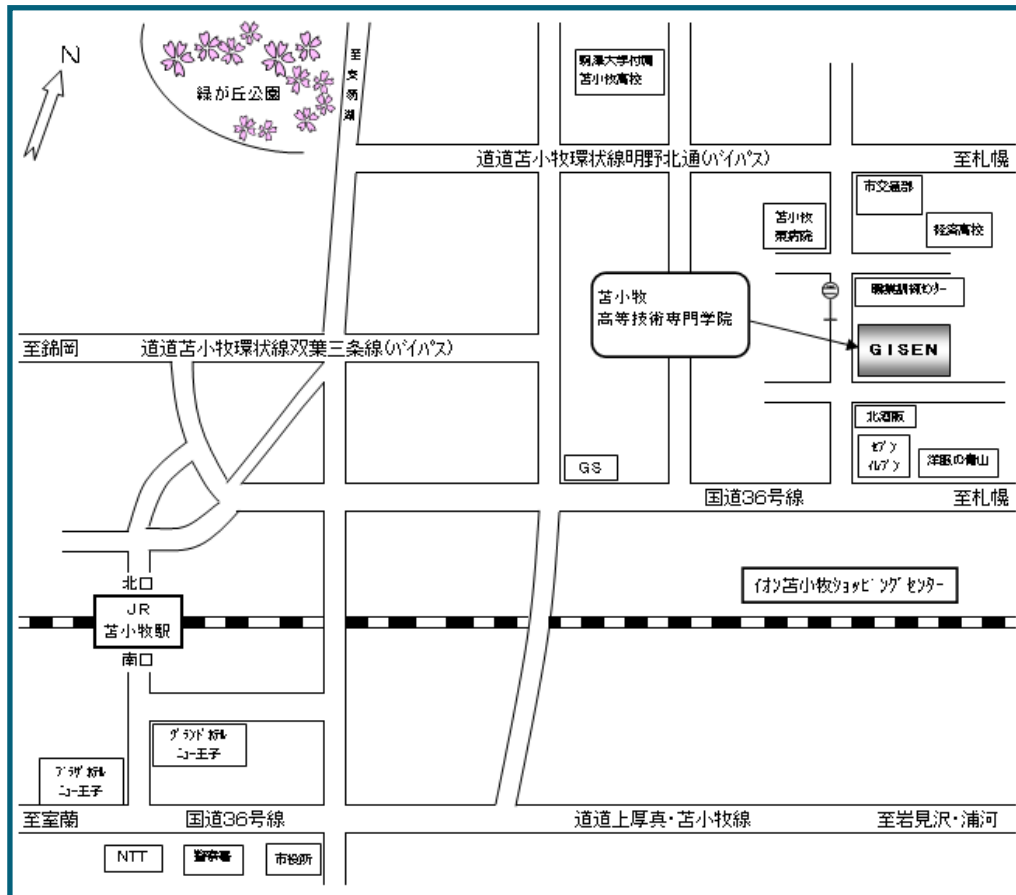 N
至支笏湖
緑が丘公園
駒澤大学付属
苫小牧高校
道道苫小牧環状線明野北通(バイパス)
至札幌
市交通部
苫小牧
東病院
経済高校
職業訓練センター
苫小牧
高等技術専門学院
GISEN
至錦岡
道道苫小牧環状線双葉三条線(バイパス)
北酒販
セブン
イレブン
洋服の青山
GS
国道36号線
至札幌
北口
JR
苫小牧駅
南口
イオン苫小牧ショッピングセンター
グランドホテル
ニュー王子
プラザホテル
ニュー王子
至室蘭
国道36号線
道道上厚真・苫小牧線
至岩見沢・浦河
NTT
警察署
市役所